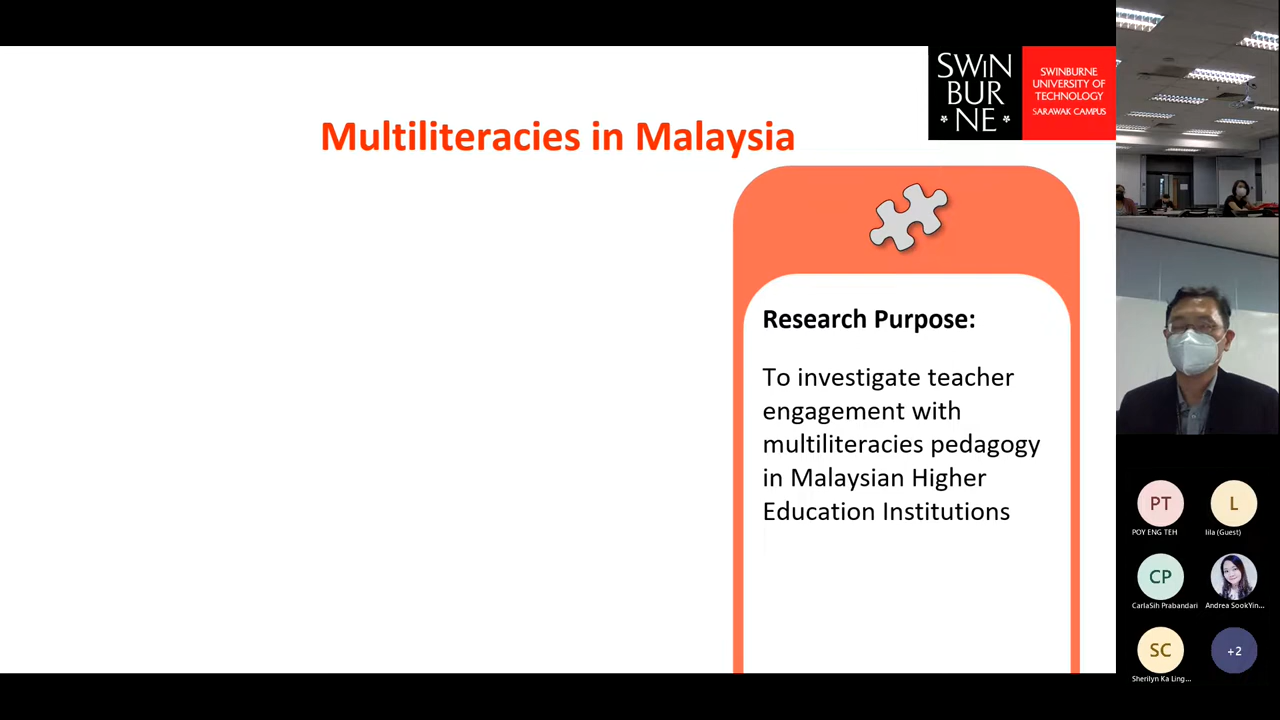 Multiliteracies in Malaysia
SWiN
BUR
NE
SWINBURNE
UNIVERSITY OF
TECHNOLOGY
SARAWAK CAMPUS
Research Purpose:
To investigate teacher
engagement with
multiliteracies pedagogy
in Malaysian Higher
Education Institutions
PT
POY ENG TEH
L
lila (Guest)
CP
CarlaSih Prabandari
Andrea SookYin...
SC
Sherilyn Ka Ling...
+2